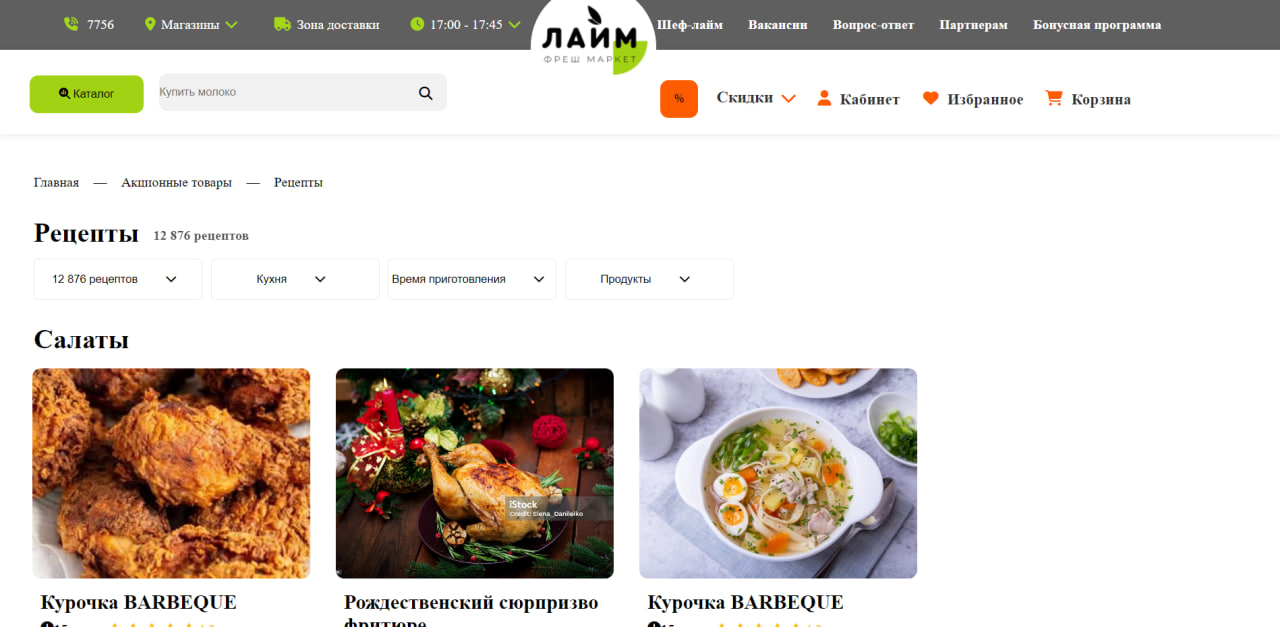 7756 Магазины Зона доставки 17:00 - 17:45 Шеф-лайм Вакансии Вопрос-ответ Партнерам Бонусная программа
ЛАЙМ
ФРЕШ МАРКЕТ
Каталог Купить молоко % Скидки Кабинет Избранное Корзина
Главная — Акционные товары — Рецепты
Рецепты 12 876 рецептов
12 876 рецептов Кухня Время приготовления Продукты
Салаты
iStock
Credit: Elena_Danileiko
Курочка BARBEQUE Рождественский сюрпризво Курочка BARBEQUE
фритюре